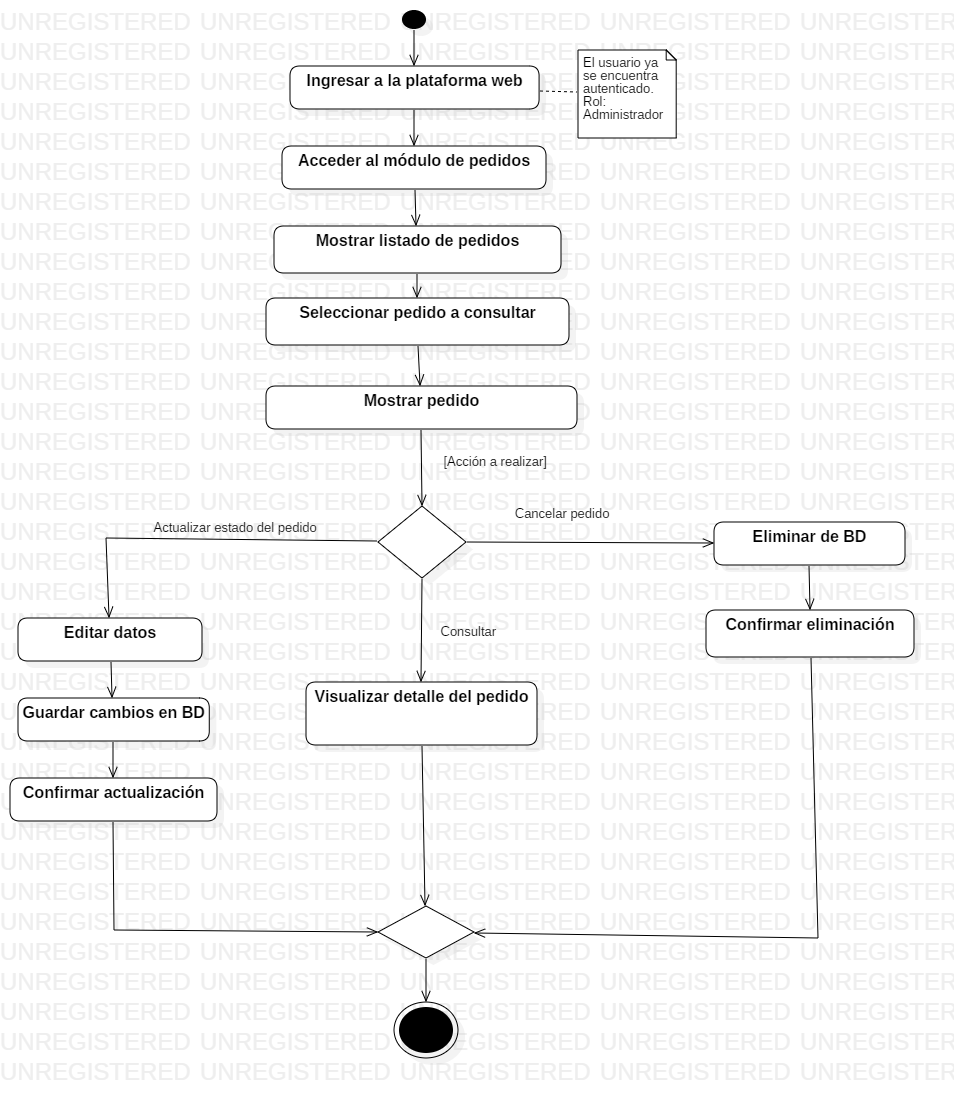 Ingresar a la plataforma web
El usuario ya
se encuentra
autenticado.
Rol:
Administrador
Acceder al módulo de pedidos
Mostrar listado de pedidos
Seleccionar pedido a consultar
Mostrar pedido
[Acción a realizar]
Cancelar pedido
Actualizar estado del pedido
Eliminar de BD
Confirmar eliminación
Editar datos
Consultar
Visualizar detalle del pedido
Guardar cambios en BD
Confirmar actualización
UNREGISTERED